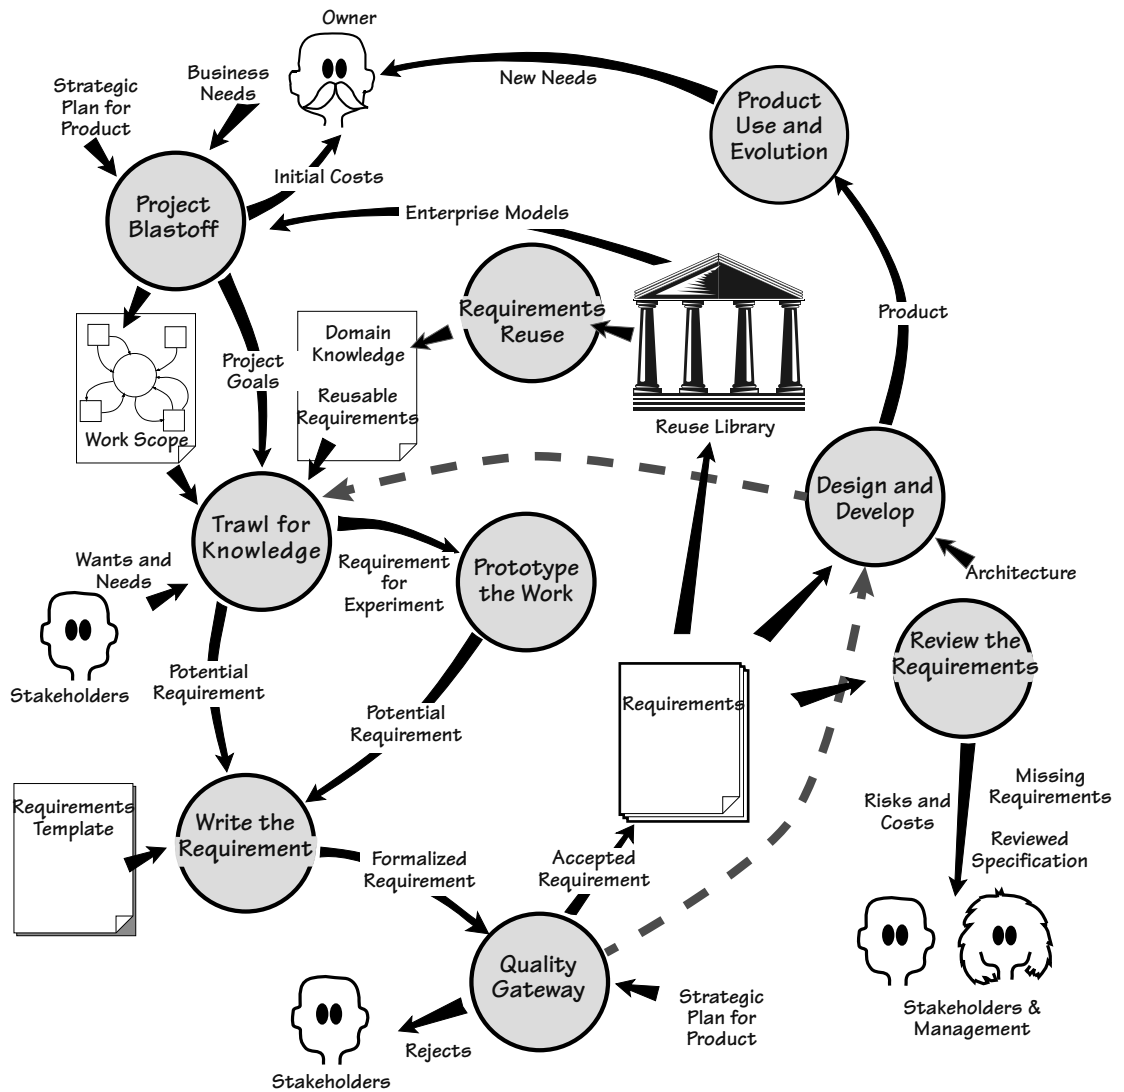 Owner
Strategic
Plan for
Product
Business
Needs
New Needs
Product
Use and
Evolution
Initial Costs
Project
Blastoff
Enterprise Models
Requirements
Reuse
Domain
Knowledge
Reusable
Requirements
Project
Goals
Work Scope
Product
Reuse Library
Design and
Develop
Trawl for
Knowledge
Requirement
for
Experiment
Prototype
the Work
Wants and
Needs
Stakeholders
Architecture
Review the
Requirements
Potential
Requirement
Potential
Requirement
Requirements
Requirements
Template
Write the
Requirement
Risks and
Costs
Missing
Requirements
Reviewed
Specification
Formalized
Requirement
Accepted
Requirement
Quality
Gateway
Strategic
Plan for
Product
Stakeholders &
Management
Rejects
Stakeholders